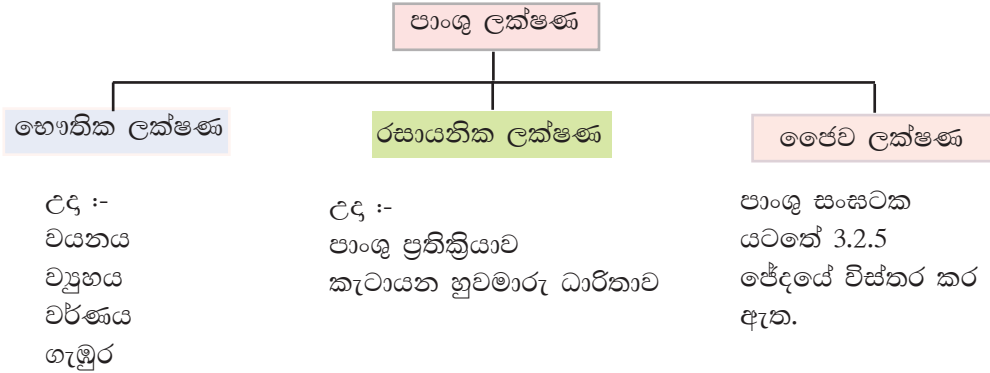 පාංශු ලක්ෂණ
භෞතික ලක්ෂණ
රසායනික ලක්ෂණ
ජෛව ලක්ෂණ
උදා :-
වයනය
ව්‍යුහය
වර්ණය
ගැඹුර
උදා :-
පාංශු ප්‍රතික්‍රියාව
කැටායන හුවමාරු ධාරිතාව
පාංශු සංඝටක
යටතේ 3.2.5
ඡේදයේ විස්තර කර
ඇත.